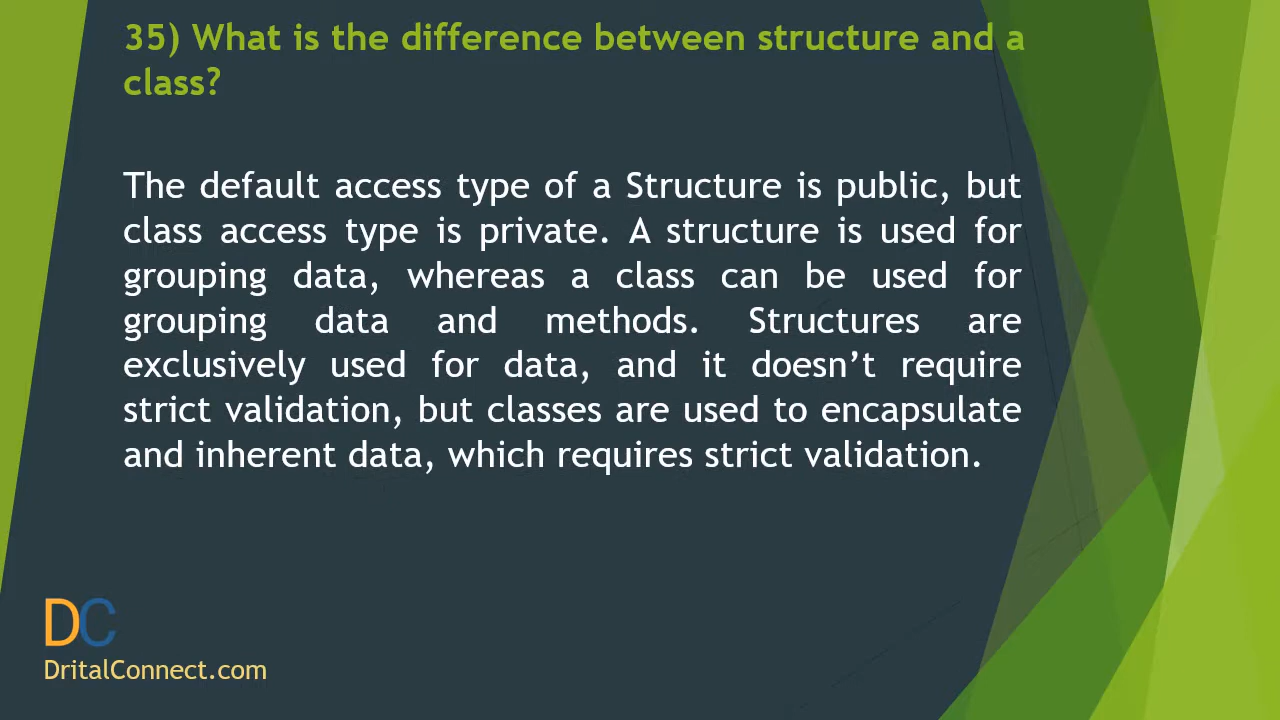 35) What is the difference between structure and a
class?
The default access type of a Structure is public, but
class access type is private. A structure is used for
grouping data, whereas a class can be used for
grouping data and methods. Structures are
exclusively used for data, and it doesn’t require
strict validation, but classes are used to encapsulate
and inherent data, which requires strict validation.
DC
DritalConnect.com